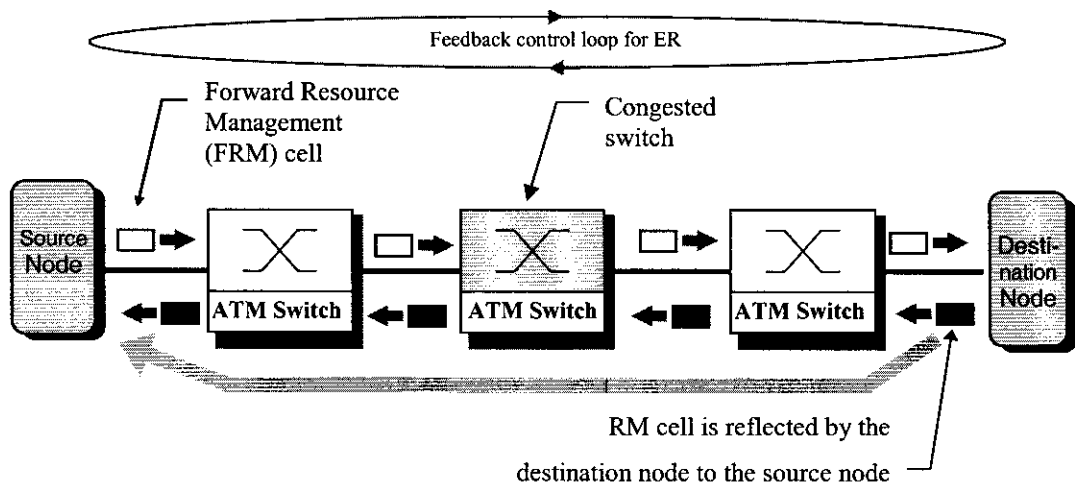 Feedback control loop for ER
Forward Resource
Management
(FRM) cell
Congested
switch
Source
Node
ATM Switch
ATM Switch
ATM Switch
Desti-
nation
Node
RM cell is reflected by the
destination node to the source node